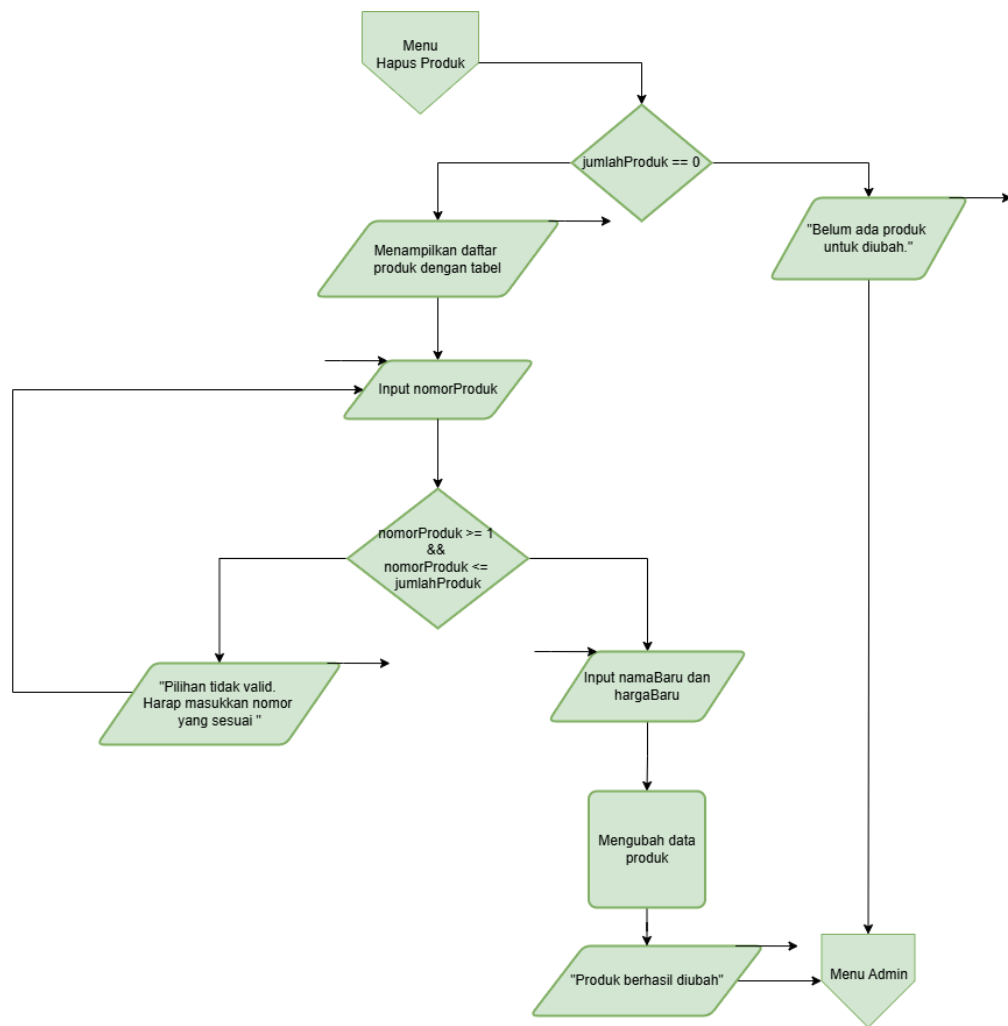 Menu
Hapus Produk
jumlahProduk == 0
Menampilkan daftar
produk dengan tabel
"Belum ada produk
untuk diubah."
Input nomorProduk
nomorProduk >= 1
&&
nomorProduk <=
jumlahProduk
"Pilihan tidak valid.
Harap masukkan nomor
yang sesuai "
Input namaBaru dan
hargaBaru
Mengubah data
produk
"Produk berhasil diubah"
Menu Admin